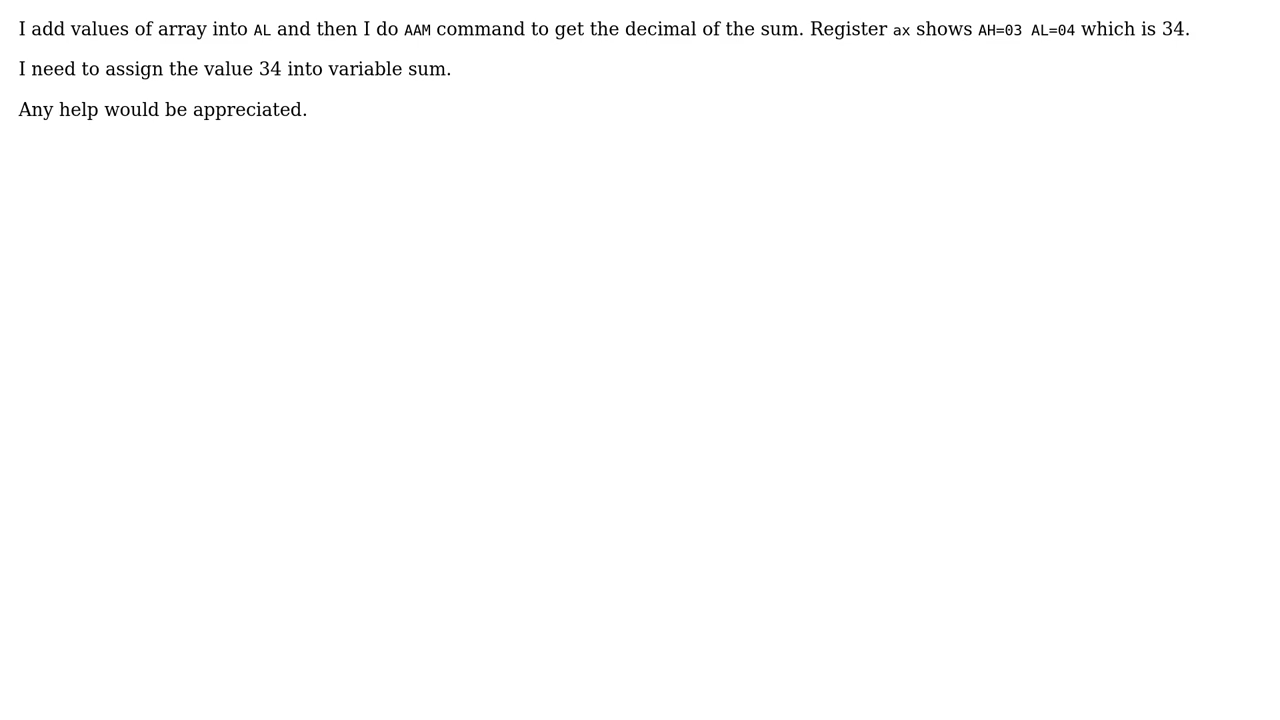 I add values of array into AL and then I do AAM command to get the decimal of the sum. Register ax shows AH=03 AL=04 which is 34.
I need to assign the value 34 into variable sum.
Any help would be appreciated.